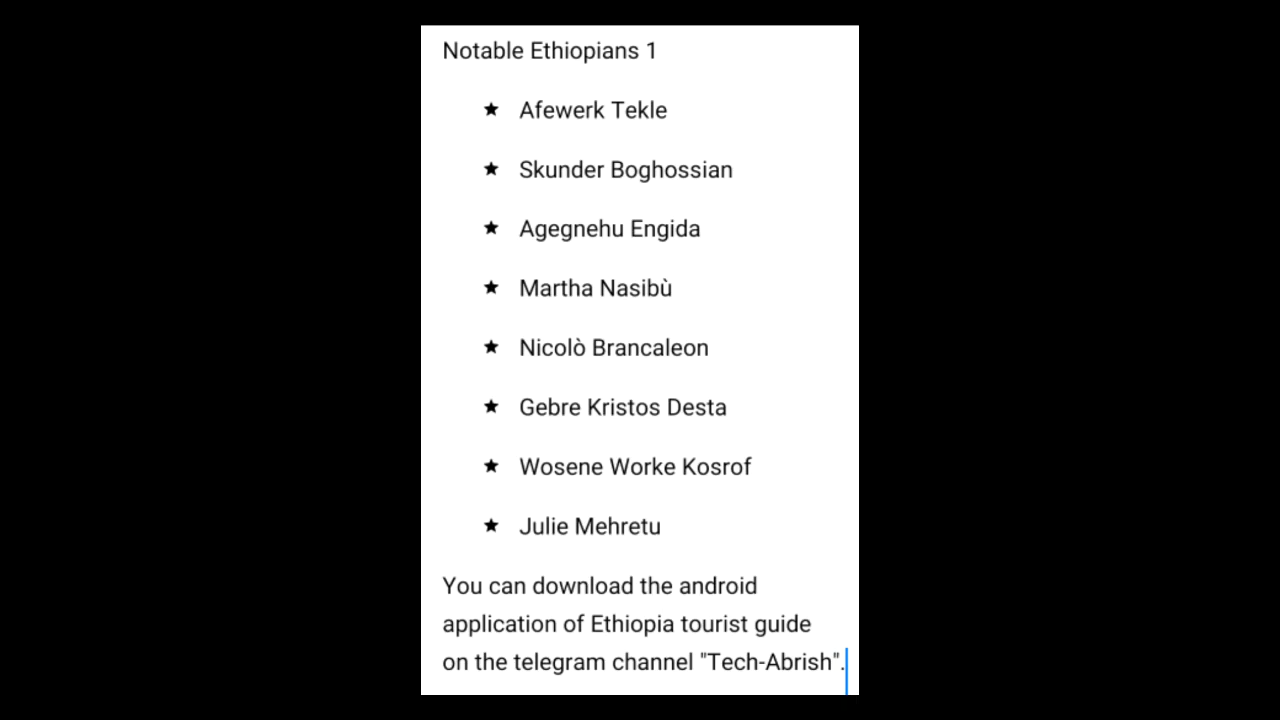 Notable Ethiopians 1
★ Afewerk Tekle
★ Skunder Boghossian
★ Agegnehu Engida
★ Martha Nasibù
★ Nicolò Brancaleon
★ Gebre Kristos Desta
★ Wosene Worke Kosrof
★ Julie Mehretu
You can download the android
application of Ethiopia tourist guide
on the telegram channel "Tech-Abrish".